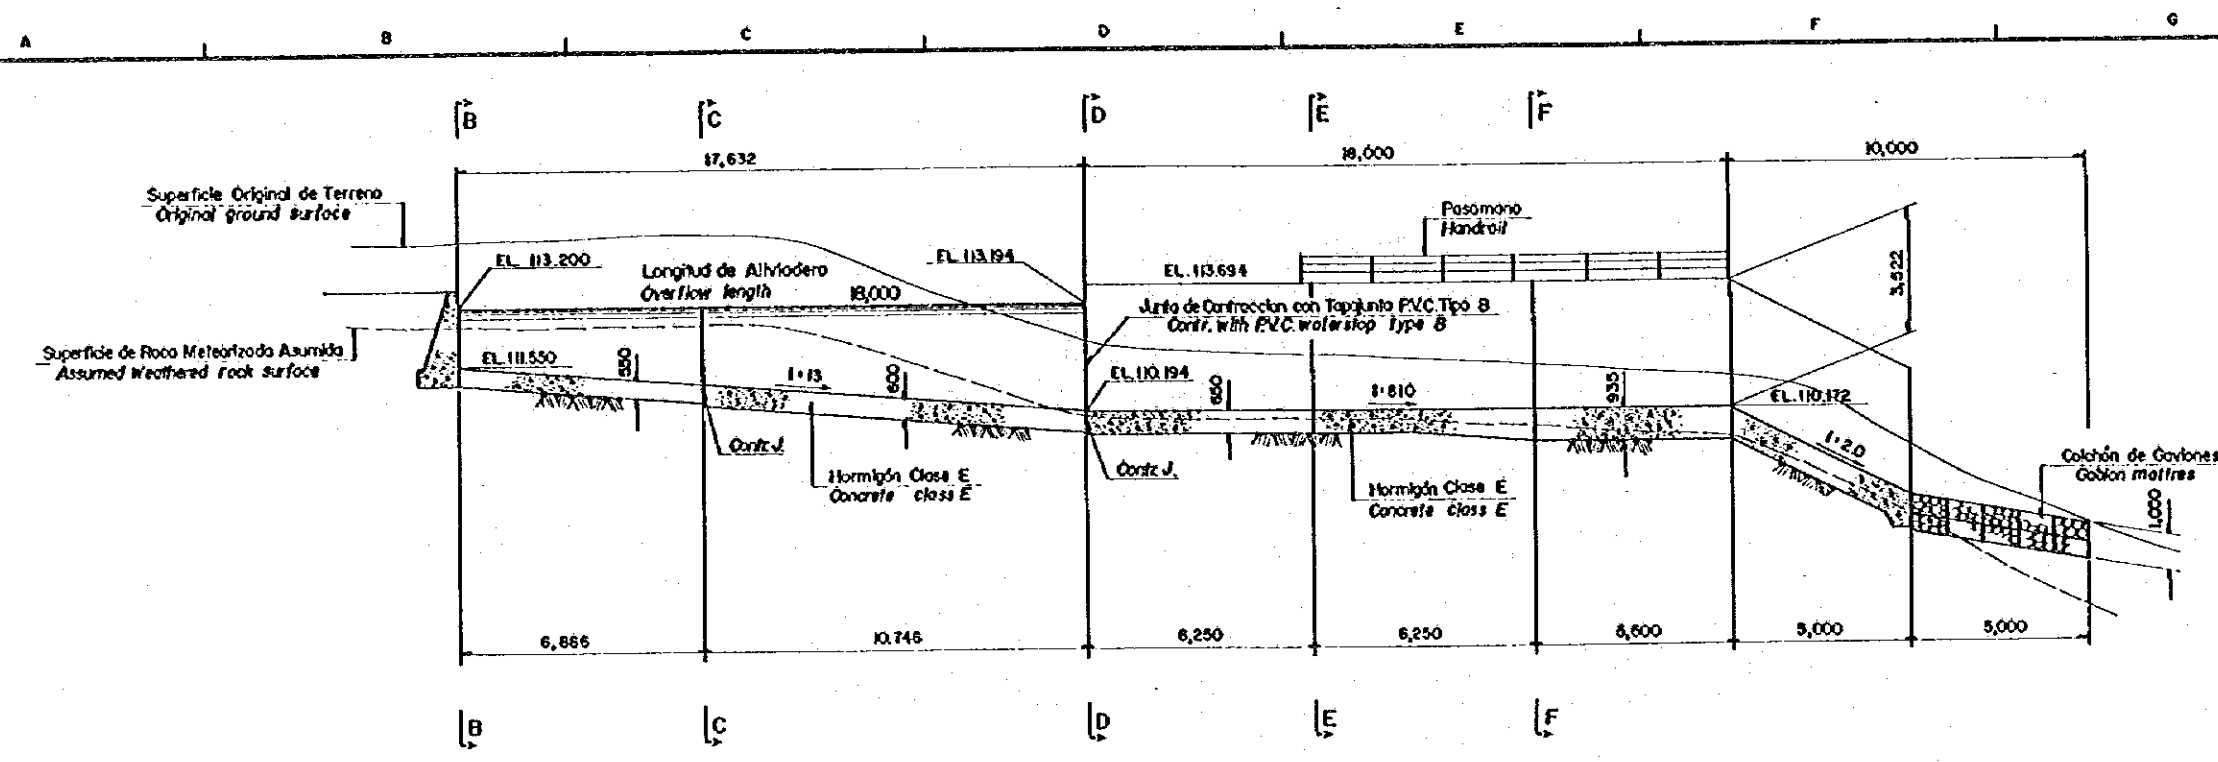 A B C D E F G
B C D E F
17,632 18,000 10,000
Superficie Original de Terreno
Original ground surface
Pasamano
Handrail
EL. 113.200
Longitud de Aliviadero
Overflow length
18,000
EL. 113.194
EL. 113.694
3,522
Junta de Contraccion con Tapajunta P.V.C. Tipo B
Contr. with P.V.C. waterstop Type B
Superficie de Roca Meteorizada Asumida
Assumed Weathered rock surface
EL. 111.550
550
1:13
600
EL. 110.194
650
1:810
935
EL. 110.172
1:2.0
Contr. J.
Contr. J.
Hormigón Clase E
Concrete class E
Hormigón Clase E
Concrete class E
Colchón de Gaviones
Gabion mattres
1,000
6,886 10.746 6,250 6,250 5,000 5,000
B C D E F